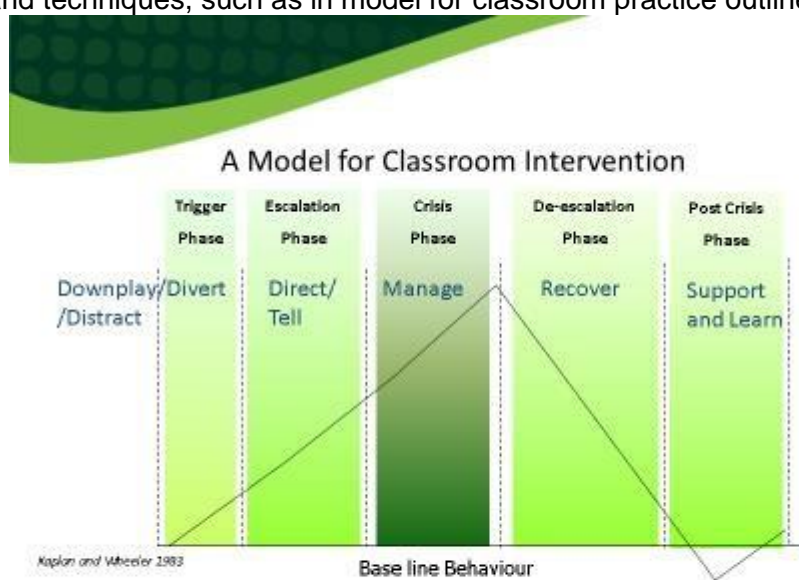 and techniques, such as in model for classroom practice outline
A Model for Classroom Intervention
Trigger
Phase
Escalation
Phase
Crisis
Phase
De-escalation
Phase
Post Crisis
Phase
Downplay/Divert
/Distract
Direct/
Tell
Manage
Recover
Support
and Learn
Kaplan and Wheeler 1983
Base line Behaviour